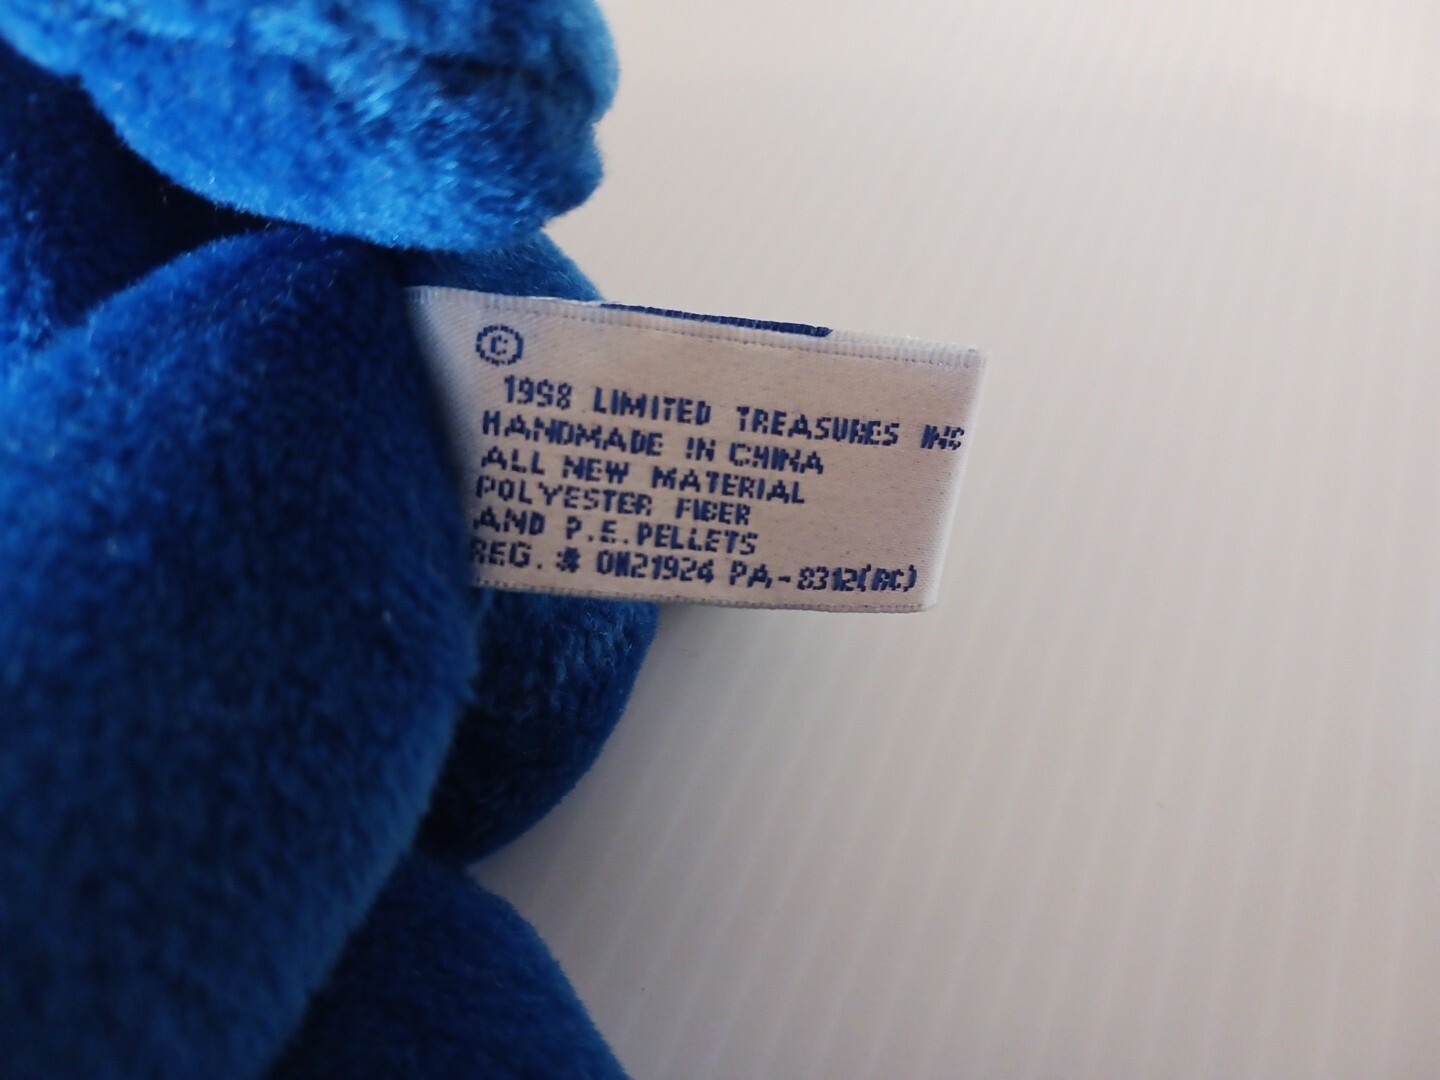 ©
1998 LIMITED TREASURES INC
HANDMADE IN CHINA
ALL NEW MATERIAL
POLYESTER FIBER
AND P.E.PELLETS
REG.# ON21924 PA-8312(RC)